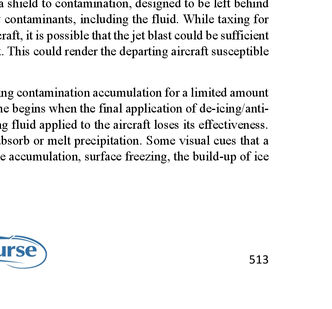 a shield to contamination, designed to be left behind
contaminants, including the fluid. While taxing for
raft, it is possible that the jet blast could be sufficient
. This could render the departing aircraft susceptible
ng contamination accumulation for a limited amount
ne begins when the final application of de-icing/anti-
g fluid applied to the aircraft loses its effectiveness.
bsorb or melt precipitation. Some visual cues that a
e accumulation, surface freezing, the build-up of ice
urse
513